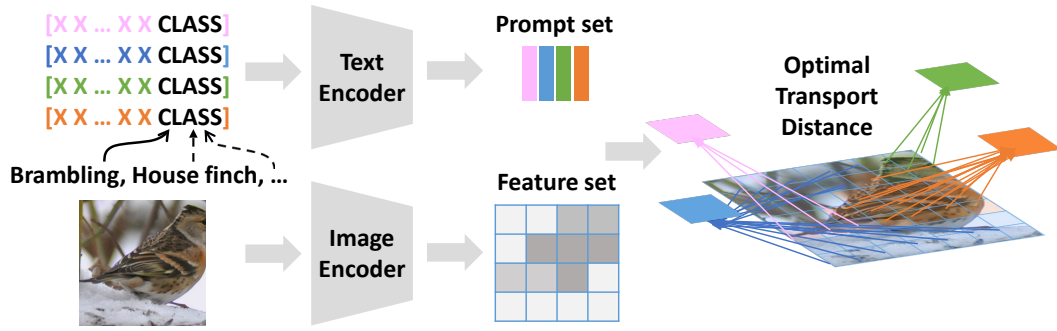 [X X ... X X CLASS]
[X X ... X X CLASS]
[X X ... X X CLASS]
[X X ... X X CLASS]
Brambling, House finch, ...
Text
Encoder
Prompt set
Image
Encoder
Feature set
Optimal
Transport
Distance